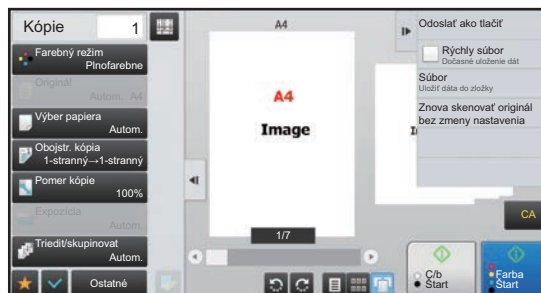 Kópie 1
Farebný režim
Plnofarebne
Originál
Autom. A4
Výber papiera
Autom.
Obojstr. kópia
1-stranný→1-stranný
Pomer kópie
100%
Expozícia
Autom.
Triediť/skupinovat
Autom.
Ostatné
A4
A4
Image
1/7
Odoslať ako tlačiť
Rýchly súbor
Dočasné uloženie dát
Súbor
Uložiť dáta do zložky
Znova skenovať originál
bez zmeny nastavenia
CA
Č/b
Štart
Farba
Štart